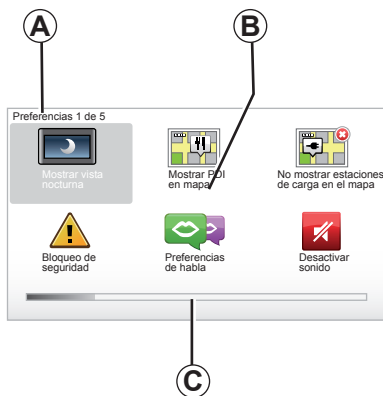 A
B
Preferencias 1 de 5
Mostrar vista
nocturna
Mostrar PDI
en mapa
No mostrar estaciones
de carga en el mapa
Bloqueo de
seguridad
Preferencias
de habla
Desactivar
sonido
C